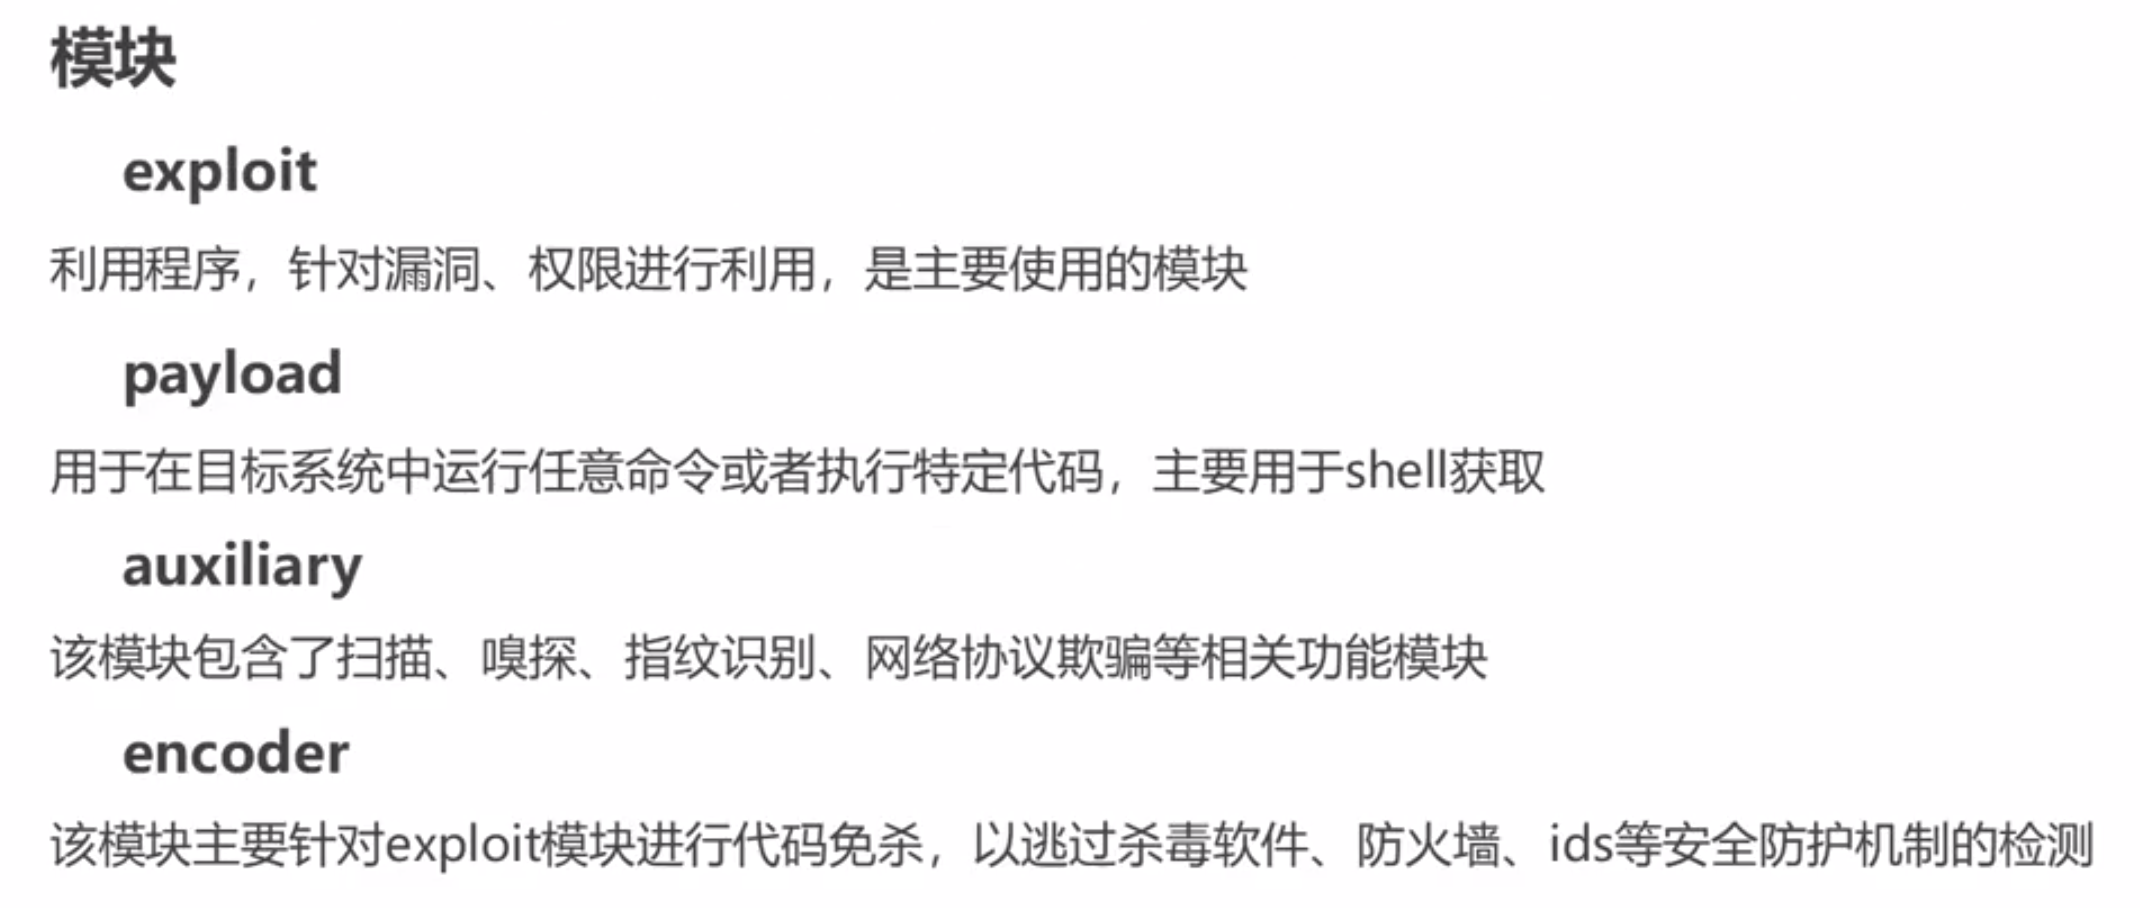 模块
exploit
利用程序，针对漏洞、权限进行利用，是主要使用的模块
payload
用于在目标系统中运行任意命令或者执行特定代码，主要用于shell获取
auxiliary
该模块包含了扫描、嗅探、指纹识别、网络协议欺骗等相关功能模块
encoder
该模块主要针对exploit模块进行代码免杀，以逃过杀毒软件、防火墙、ids等安全防护机制的检测